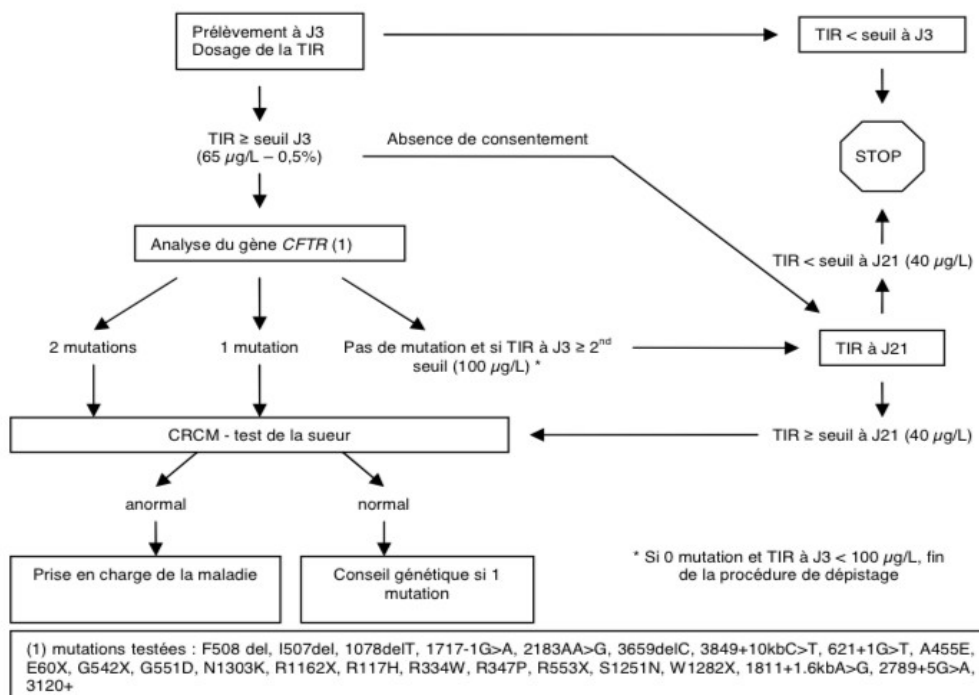 Prélèvement à J3
Dosage de la TIR
TIR < seuil à J3
TIR ≥ seuil J3
(65 µg/L – 0,5%)
Absence de consentement
STOP
Analyse du gène CFTR (1)
TIR < seuil à J21 (40 µg/L)
2 mutations
1 mutation
Pas de mutation et si TIR à J3 ≥ 2nd
seuil (100 µg/L) *
TIR à J21
CRCM - test de la sueur
TIR ≥ seuil à J21 (40 µg/L)
anormal
normal
Prise en charge de la maladie
Conseil génétique si 1
mutation
* Si 0 mutation et TIR à J3 < 100 µg/L, fin
de la procédure de dépistage
(1) mutations testées : F508 del, I507del, 1078delT, 1717-1G>A, 2183AA>G, 3659delC, 3849+10kbC>T, 621+1G>T, A455E,
E60X, G542X, G551D, N1303K, R1162X, R117H, R334W, R347P, R553X, S1251N, W1282X, 1811+1.6kbA>G, 2789+5G>A,
3120+